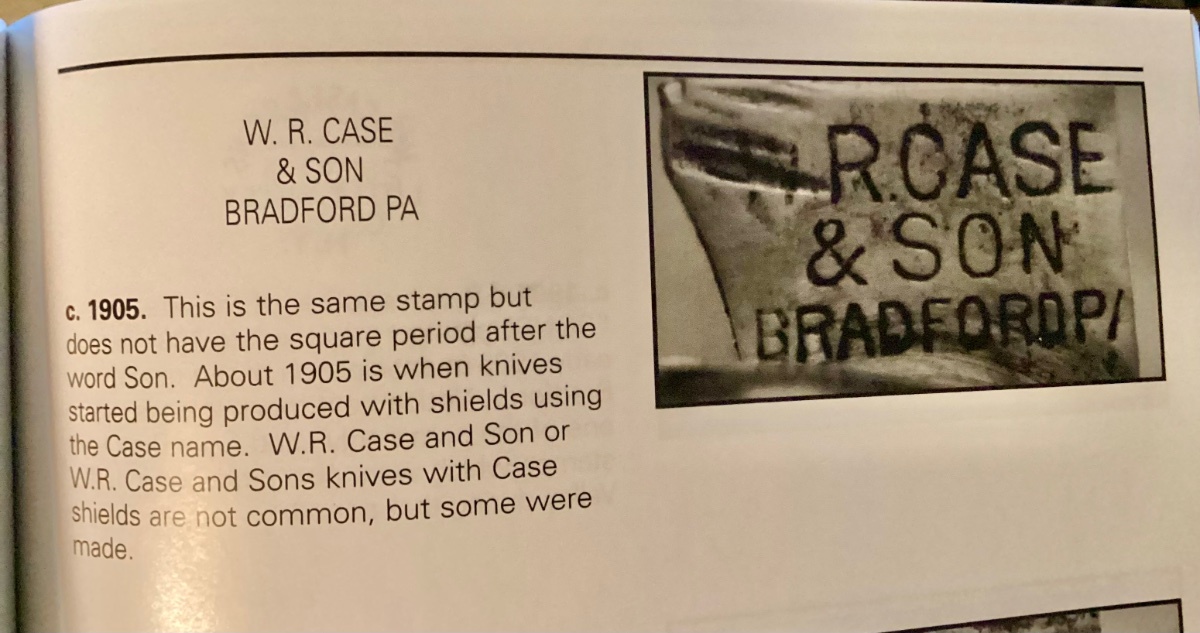 W. R. CASE
& SON
BRADFORD PA
c. 1905. This is the same stamp but
does not have the square period after the
word Son. About 1905 is when knives
started being produced with shields using
the Case name. W.R. Case and Son or
W.R. Case and Sons knives with Case
shields are not common, but some were
made.
R.CASE
& SON
BRADFORD P